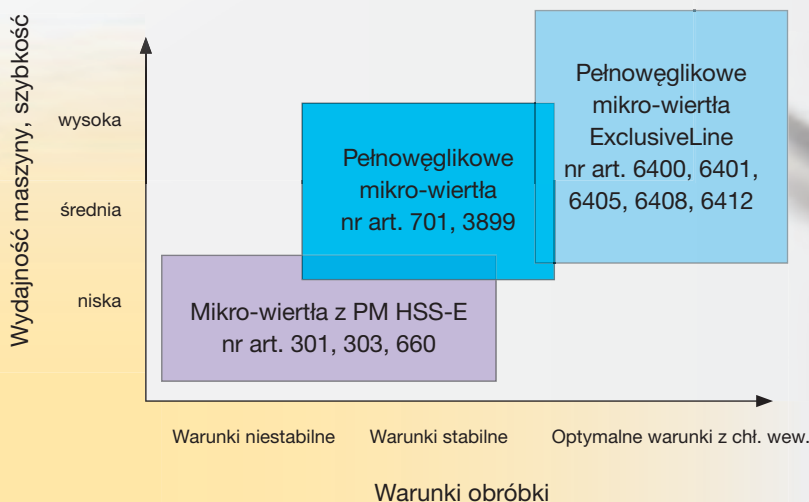 Wydajność maszyny, szybkość
wysoka
średnia
niska
Pełnowęglikowe
mikro-wiertła
ExclusiveLine
nr art. 6400, 6401,
6405, 6408, 6412
Pełnowęglikowe
mikro-wiertła
nr art. 701, 3899
Mikro-wiertła z PM HSS-E
nr art. 301, 303, 660
Warunki niestabilne
Warunki stabilne
Optymalne warunki z chł. wew.
Warunki obróbki